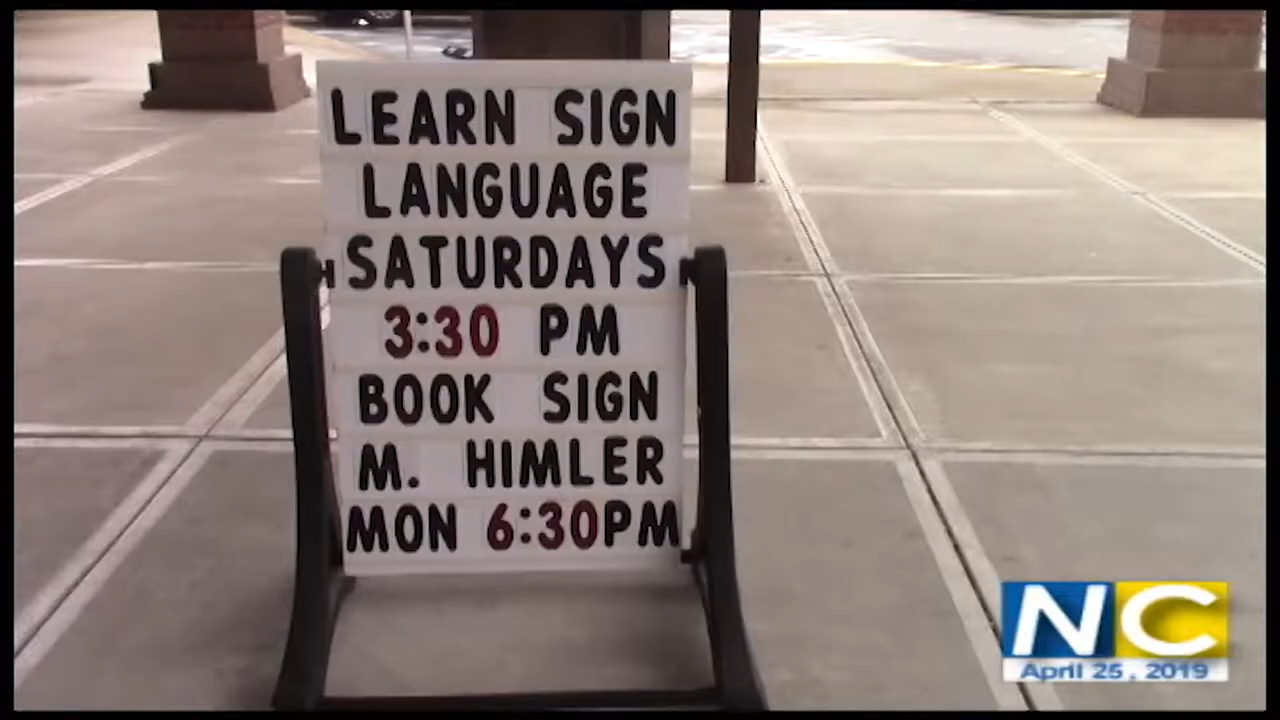 LEARN SIGN
LANGUAGE
SATURDAYS
3:30 PM
BOOK SIGN
M. HIMLER
MON 6:30PM
NC
April 25, 2019